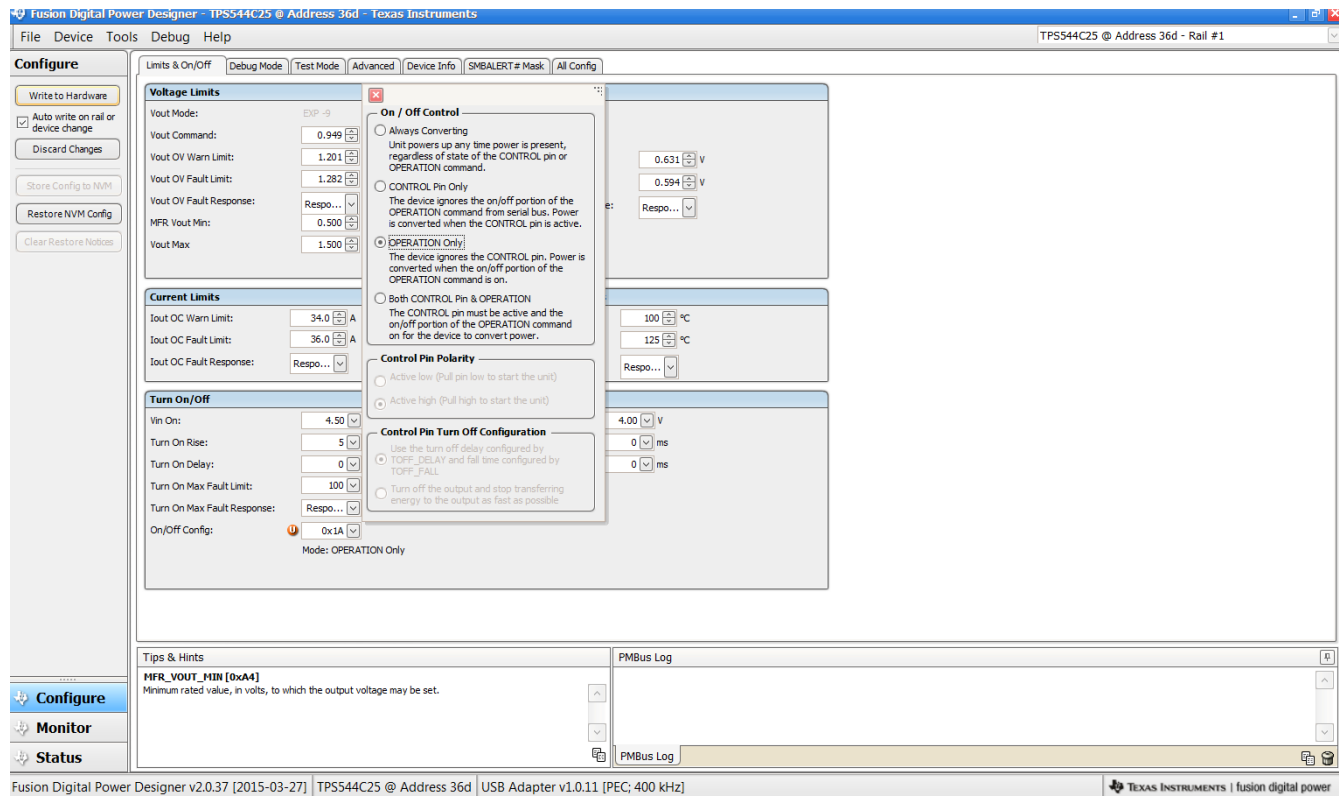 Fusion Digital Power Designer - TPS544C25 @ Address 36d - Texas Instruments
File Device Tools Debug Help
TPS544C25 @ Address 36d - Rail #1
Configure
Write to Hardware
Auto write on rail or
device change
Discard Changes
Store Config to NVM
Restore NVM Config
Clear Restore Notices
Limits & On/Off Debug Mode Test Mode Advanced Device Info SMBALERT# Mask All Config
Voltage Limits
Vout Mode: EXP -9
Vout Command: 0.949
Vout OV Warn Limit: 1.201
Vout OV Fault Limit: 1.282
Vout OV Fault Response: Respo...
MFR Vout Min: 0.500
Vout Max 1.500
0.631 V
0.594 V
e: Respo...
Current Limits
Iout OC Warn Limit: 34.0 A
Iout OC Fault Limit: 36.0 A
Iout OC Fault Response: Respo...
100 °C
125 °C
Respo...
Turn On/Off
Vin On: 4.50
Turn On Rise: 5
Turn On Delay: 0
Turn On Max Fault Limit: 100
Turn On Max Fault Response: Respo...
On/Off Config: 0x1A
Mode: OPERATION Only
4.00 V
0 ms
0 ms
On / Off Control
Always Converting
Unit powers up any time power is present,
regardless of state of the CONTROL pin or
OPERATION command.
CONTROL Pin Only
The device ignores the on/off portion of the
OPERATION command from serial bus. Power
is converted when the CONTROL pin is active.
OPERATION Only
The device ignores the CONTROL pin. Power is
converted when the on/off portion of the
OPERATION command is on.
Both CONTROL Pin & OPERATION
The CONTROL pin must be active and the
on/off portion of the OPERATION command
on for the device to convert power.
Control Pin Polarity
Active low (Pull pin low to start the unit)
Active high (Pull high to start the unit)
Control Pin Turn Off Configuration
Use the turn off delay configured by
TOFF_DELAY and fall time configured by
TOFF_FALL
Turn off the output and stop transferring
energy to the output as fast as possible
Tips & Hints
MFR_VOUT_MIN [0xA4]
Minimum rated value, in volts, to which the output voltage may be set.
PMBus Log
PMBus Log
Configure
Monitor
Status
Fusion Digital Power Designer v2.0.37 [2015-03-27] TPS544C25 @ Address 36d USB Adapter v1.0.11 [PEC; 400 kHz]
TEXAS INSTRUMENTS | fusion digital power